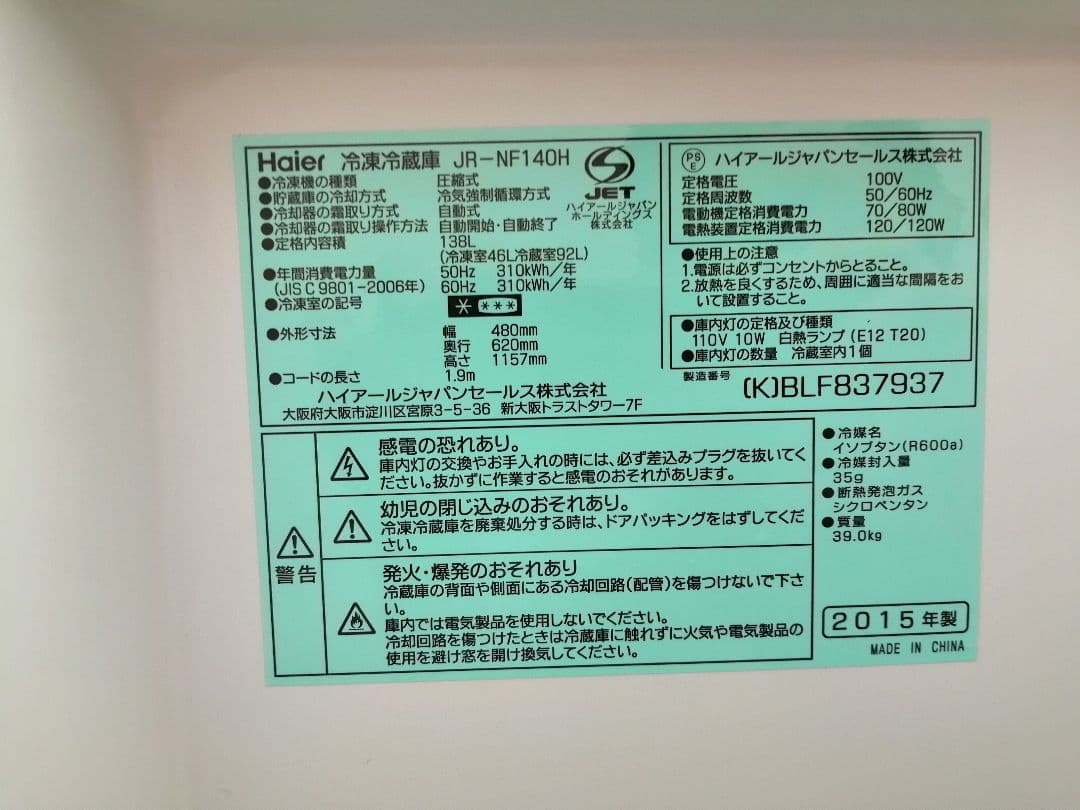 Haier 冷凍冷蔵庫 JR-NF140H
●冷凍機の種類 圧縮式
●貯蔵庫の冷却方式 冷気強制循環方式
●冷却器の霜取り方式 自動式
●冷却器の霜取り操作方法 自動開始・自動終了
●定格内容積 138L
(冷凍室46L冷蔵室92L)
●年間消費電力量 50Hz 310kWh/年
(JIS C 9801-2006年) 60Hz 310kWh/年
●冷凍室の記号 * ***
●外形寸法 幅 480mm
奥行 620mm
高さ 1157mm
●コードの長さ 1.9m
ハイアールジャパンセールス株式会社
大阪府大阪市淀川区宮原3-5-36 新大阪トラストタワー7F
JET
ハイアールジャパン
ホールディングス
株式会社
PS
E ハイアールジャパンセールス株式会社
定格電圧 100V
定格周波数 50/60Hz
電動機定格消費電力 70/80W
電熱装置定格消費電力 120/120W
●使用上の注意
1.電源は必ずコンセントからとること。
2.放熱を良くするため、周囲に適当な間隔をお
いて設置すること。
●庫内灯の定格及び種類
110V 10W 白熱ランプ(E12 T20)
●庫内灯の数量 冷蔵室内1個
製造番号 (K)BLF837937
警告
感電の恐れあり。
庫内灯の交換やお手入れの時には、必ず差込みプラグを抜いてく
ださい。抜かずに作業すると感電のおそれがあります。
幼児の閉じ込みのおそれあり。
冷凍冷蔵庫を廃棄処分する時は、ドアパッキングをはずしてくだ
さい。
発火・爆発のおそれあり
冷蔵庫の背面や側面にある冷却回路(配管)を傷つけないで下さ
い。
庫内では電気製品を使用しないでください。
冷却回路を傷つけたときは冷蔵庫に触れずに火気や電気製品の
使用を避け窓を開け換気してください。
●冷媒名
イソブタン(R600a)
●冷媒封入量
35g
●断熱発泡ガス
シクロペンタン
●質量
39.0kg
2015年製
MADE IN CHINA